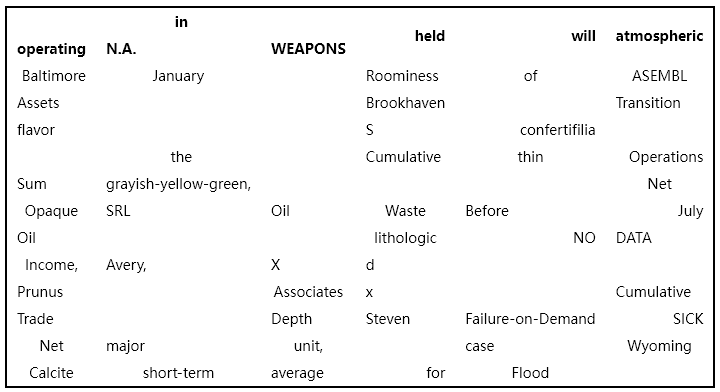 in
held will atmospheric
operating N.A. WEAPONS
Baltimore January Roominess of ASEMBL
Assets Brookhaven Transition
flavor S confertifilia
the Cumulative thin Operations
Sum grayish-yellow-green, Net
Opaque SRL Oil Waste Before July
Oil lithologic NO DATA
Income, Avery, X d
Prunus Associates x Cumulative
Trade Depth Steven Failure-on-Demand SICK
Net major unit, case Wyoming
Calcite short-term average for Flood